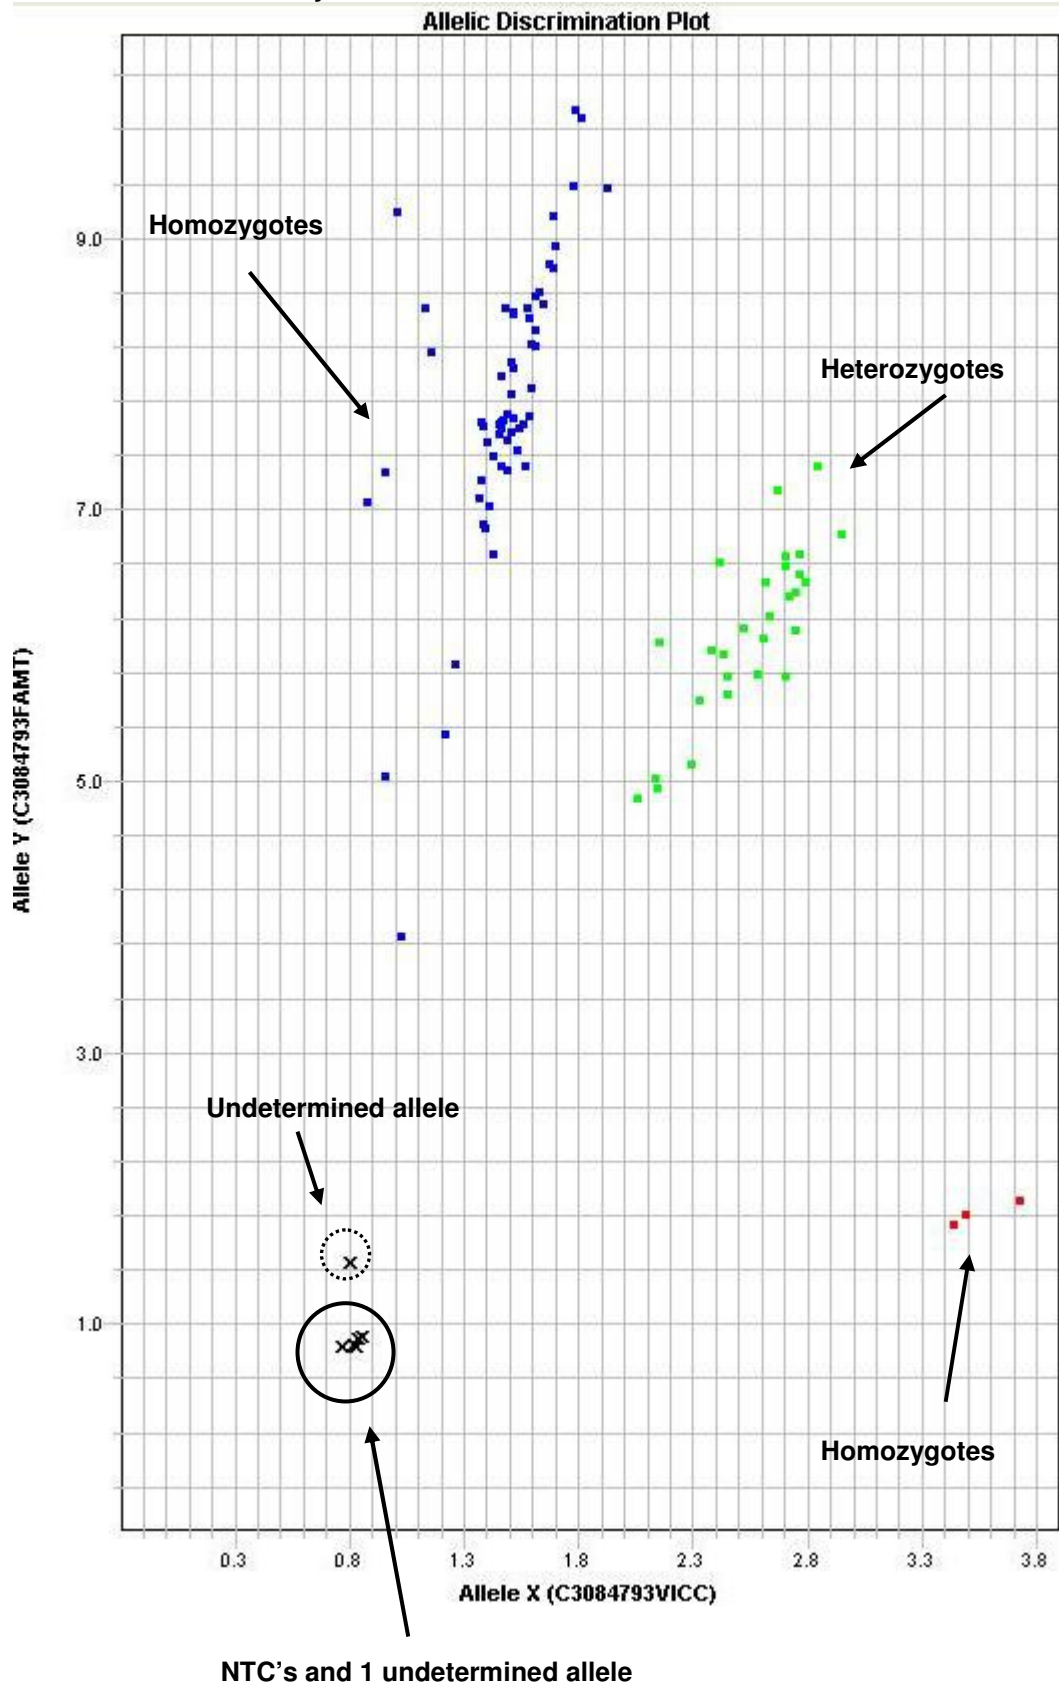 Allelic Discrimination Plot
Homozygotes
9.0
Heterozygotes
7.0
Allele Y (C3084793FAMT)
5.0
3.0
Undetermined allele
1.0
Homozygotes
0.3 0.8 1.3 1.8 2.3 2.8 3.3 3.8
Allele X (C3084793VICC)
NTC's and 1 undetermined allele